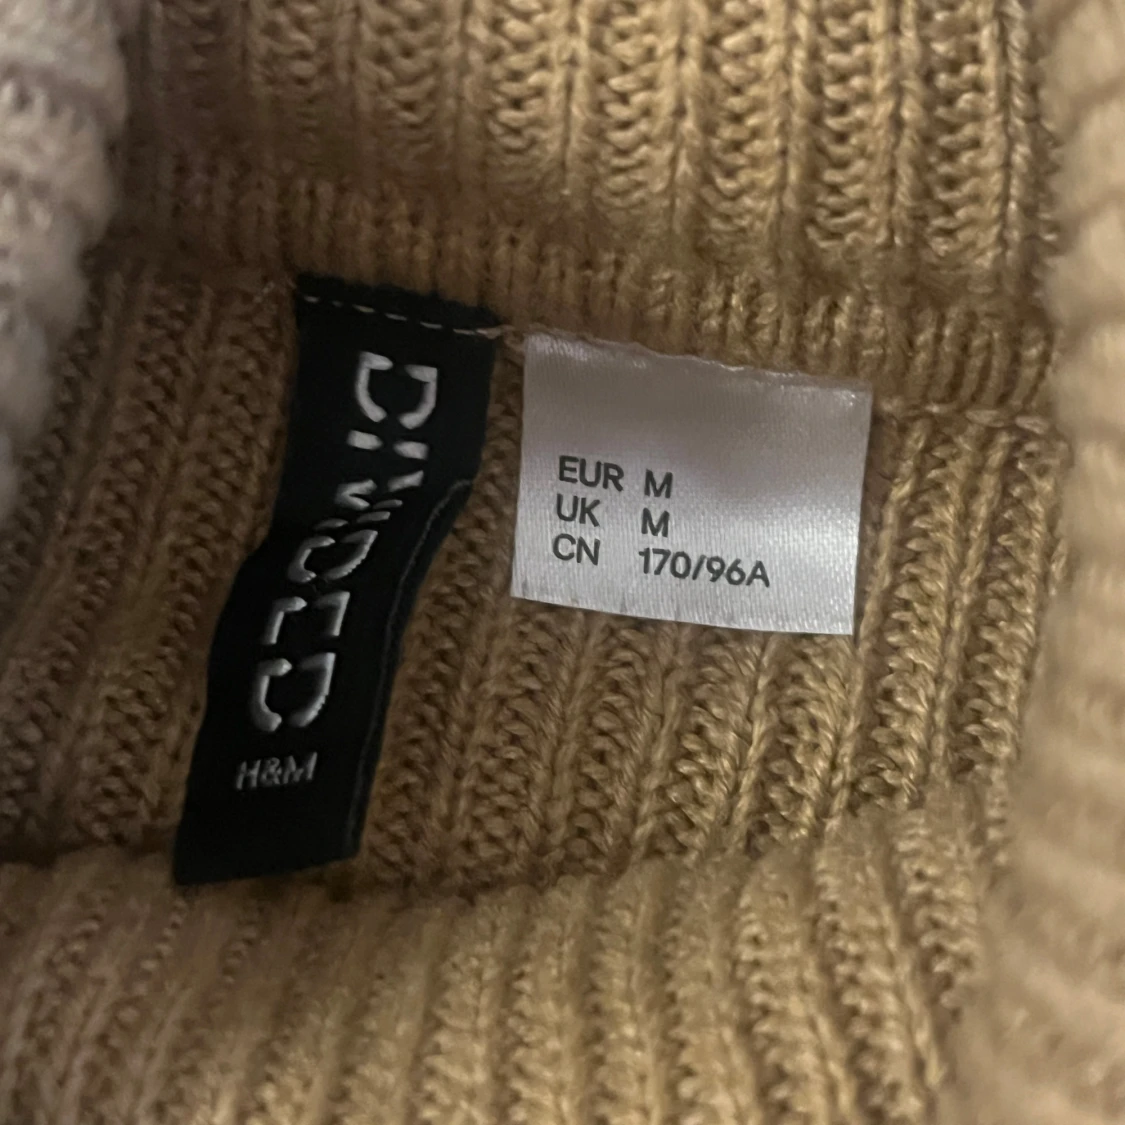 DIVIDED
H&M
EUR M
UK M
CN 170/96A